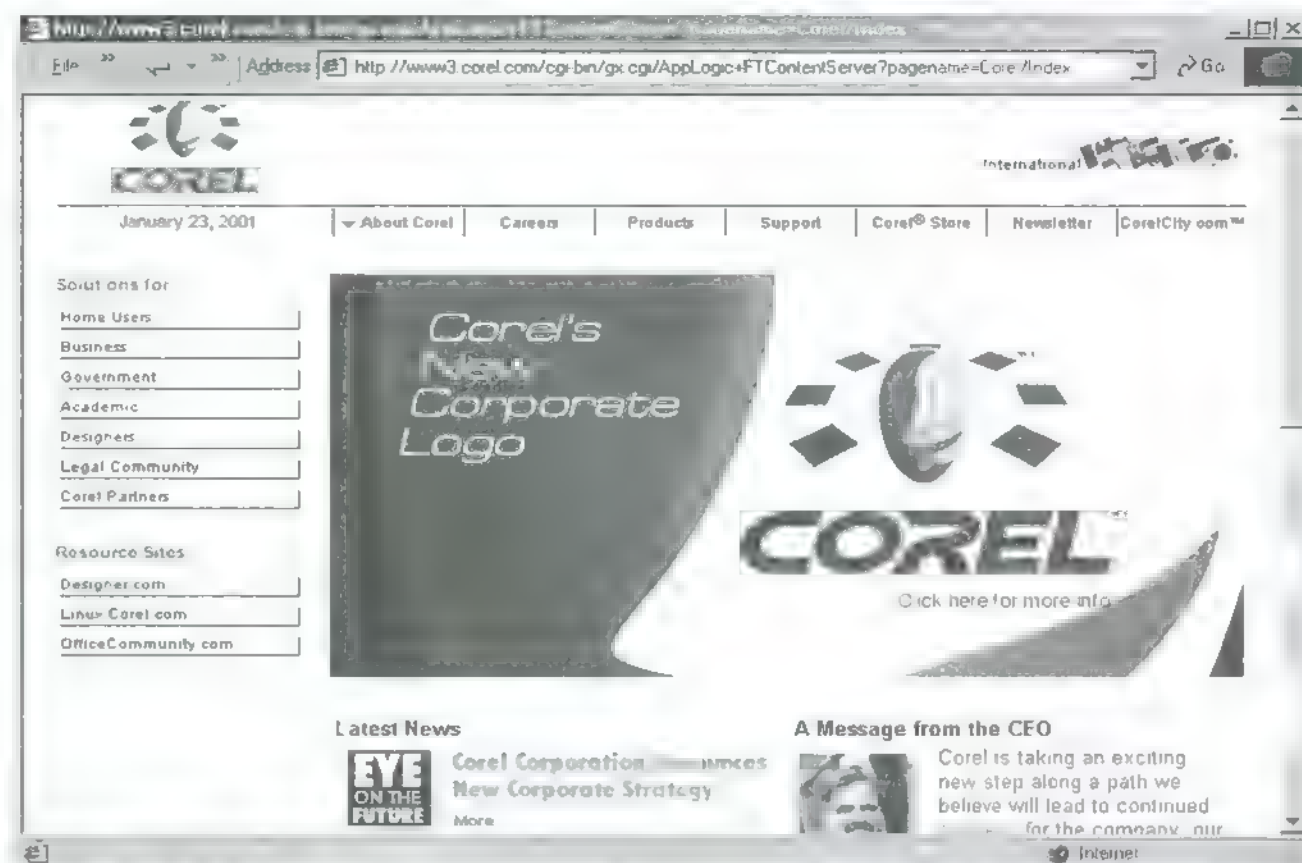 File Address http://www3.corel.com/cgi-bin/gx.cgi/AppLogic+FTContentServer?pagename=Corel/Index Go
COREL
International
January 23, 2001 About Corel Careers Products Support Corel® Store Newsletter CorelCity.com™
Solutions for
Home Users
Business
Government
Academic
Designers
Legal Community
Corel Partners
Resource Sites
Designer.com
Linux.Corel.com
OfficeCommunity.com
Corel's
New
Corporate
Logo
COREL
Click here for more info
Latest News
EYE
ON THE
FUTURE
Corel Corporation
New Corporate Strategy
More
A Message from the CEO
Corel is taking an exciting
new step along a path we
believe will lead to continued
for the company, our
Internet